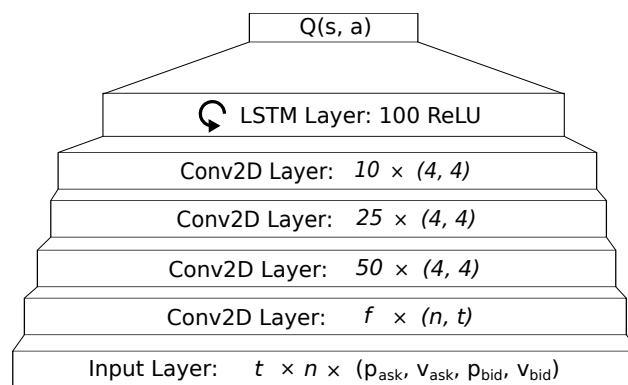 Q(s, a)
LSTM Layer: 100 ReLU
Conv2D Layer: 10 × (4, 4)
Conv2D Layer: 25 × (4, 4)
Conv2D Layer: 50 × (4, 4)
Conv2D Layer: f × (n, t)
Input Layer: t × n × (p_ask, v_ask, p_bid, v_bid)